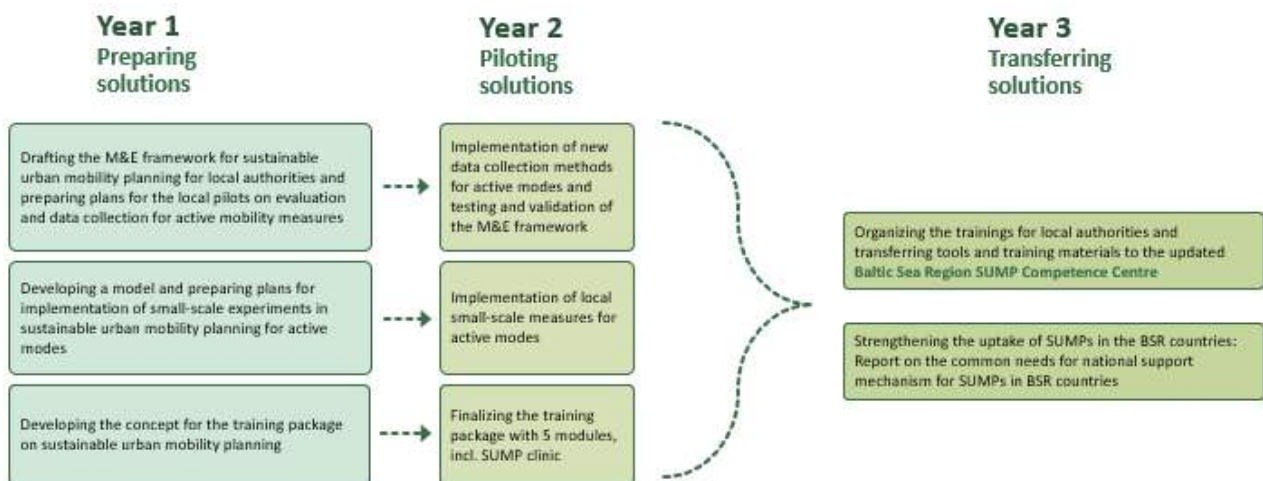 Year 1
Preparing
solutions
Year 2
Piloting
solutions
Year 3
Transferring
solutions
Drafting the M&E framework for sustainable
urban mobility planning for local authorities and
preparing plans for the local pilots on evaluation
and data collection for active mobility measures
Implementation of new
data collection methods
for active modes and
testing and validation of
the M&E framework
Developing a model and preparing plans for
implementation of small-scale experiments in
sustainable urban mobility planning for active
modes
Implementation of local
small-scale measures for
active modes
Developing the concept for the training package
on sustainable urban mobility planning
Finalizing the training
package with 5 modules,
incl. SUMP clinic
Organizing the trainings for local authorities and
transferring tools and training materials to the updated
Baltic Sea Region SUMP Competence Centre
Strengthening the uptake of SUMPs in the BSR countries:
Report on the common needs for national support
mechanism for SUMPs in BSR countries